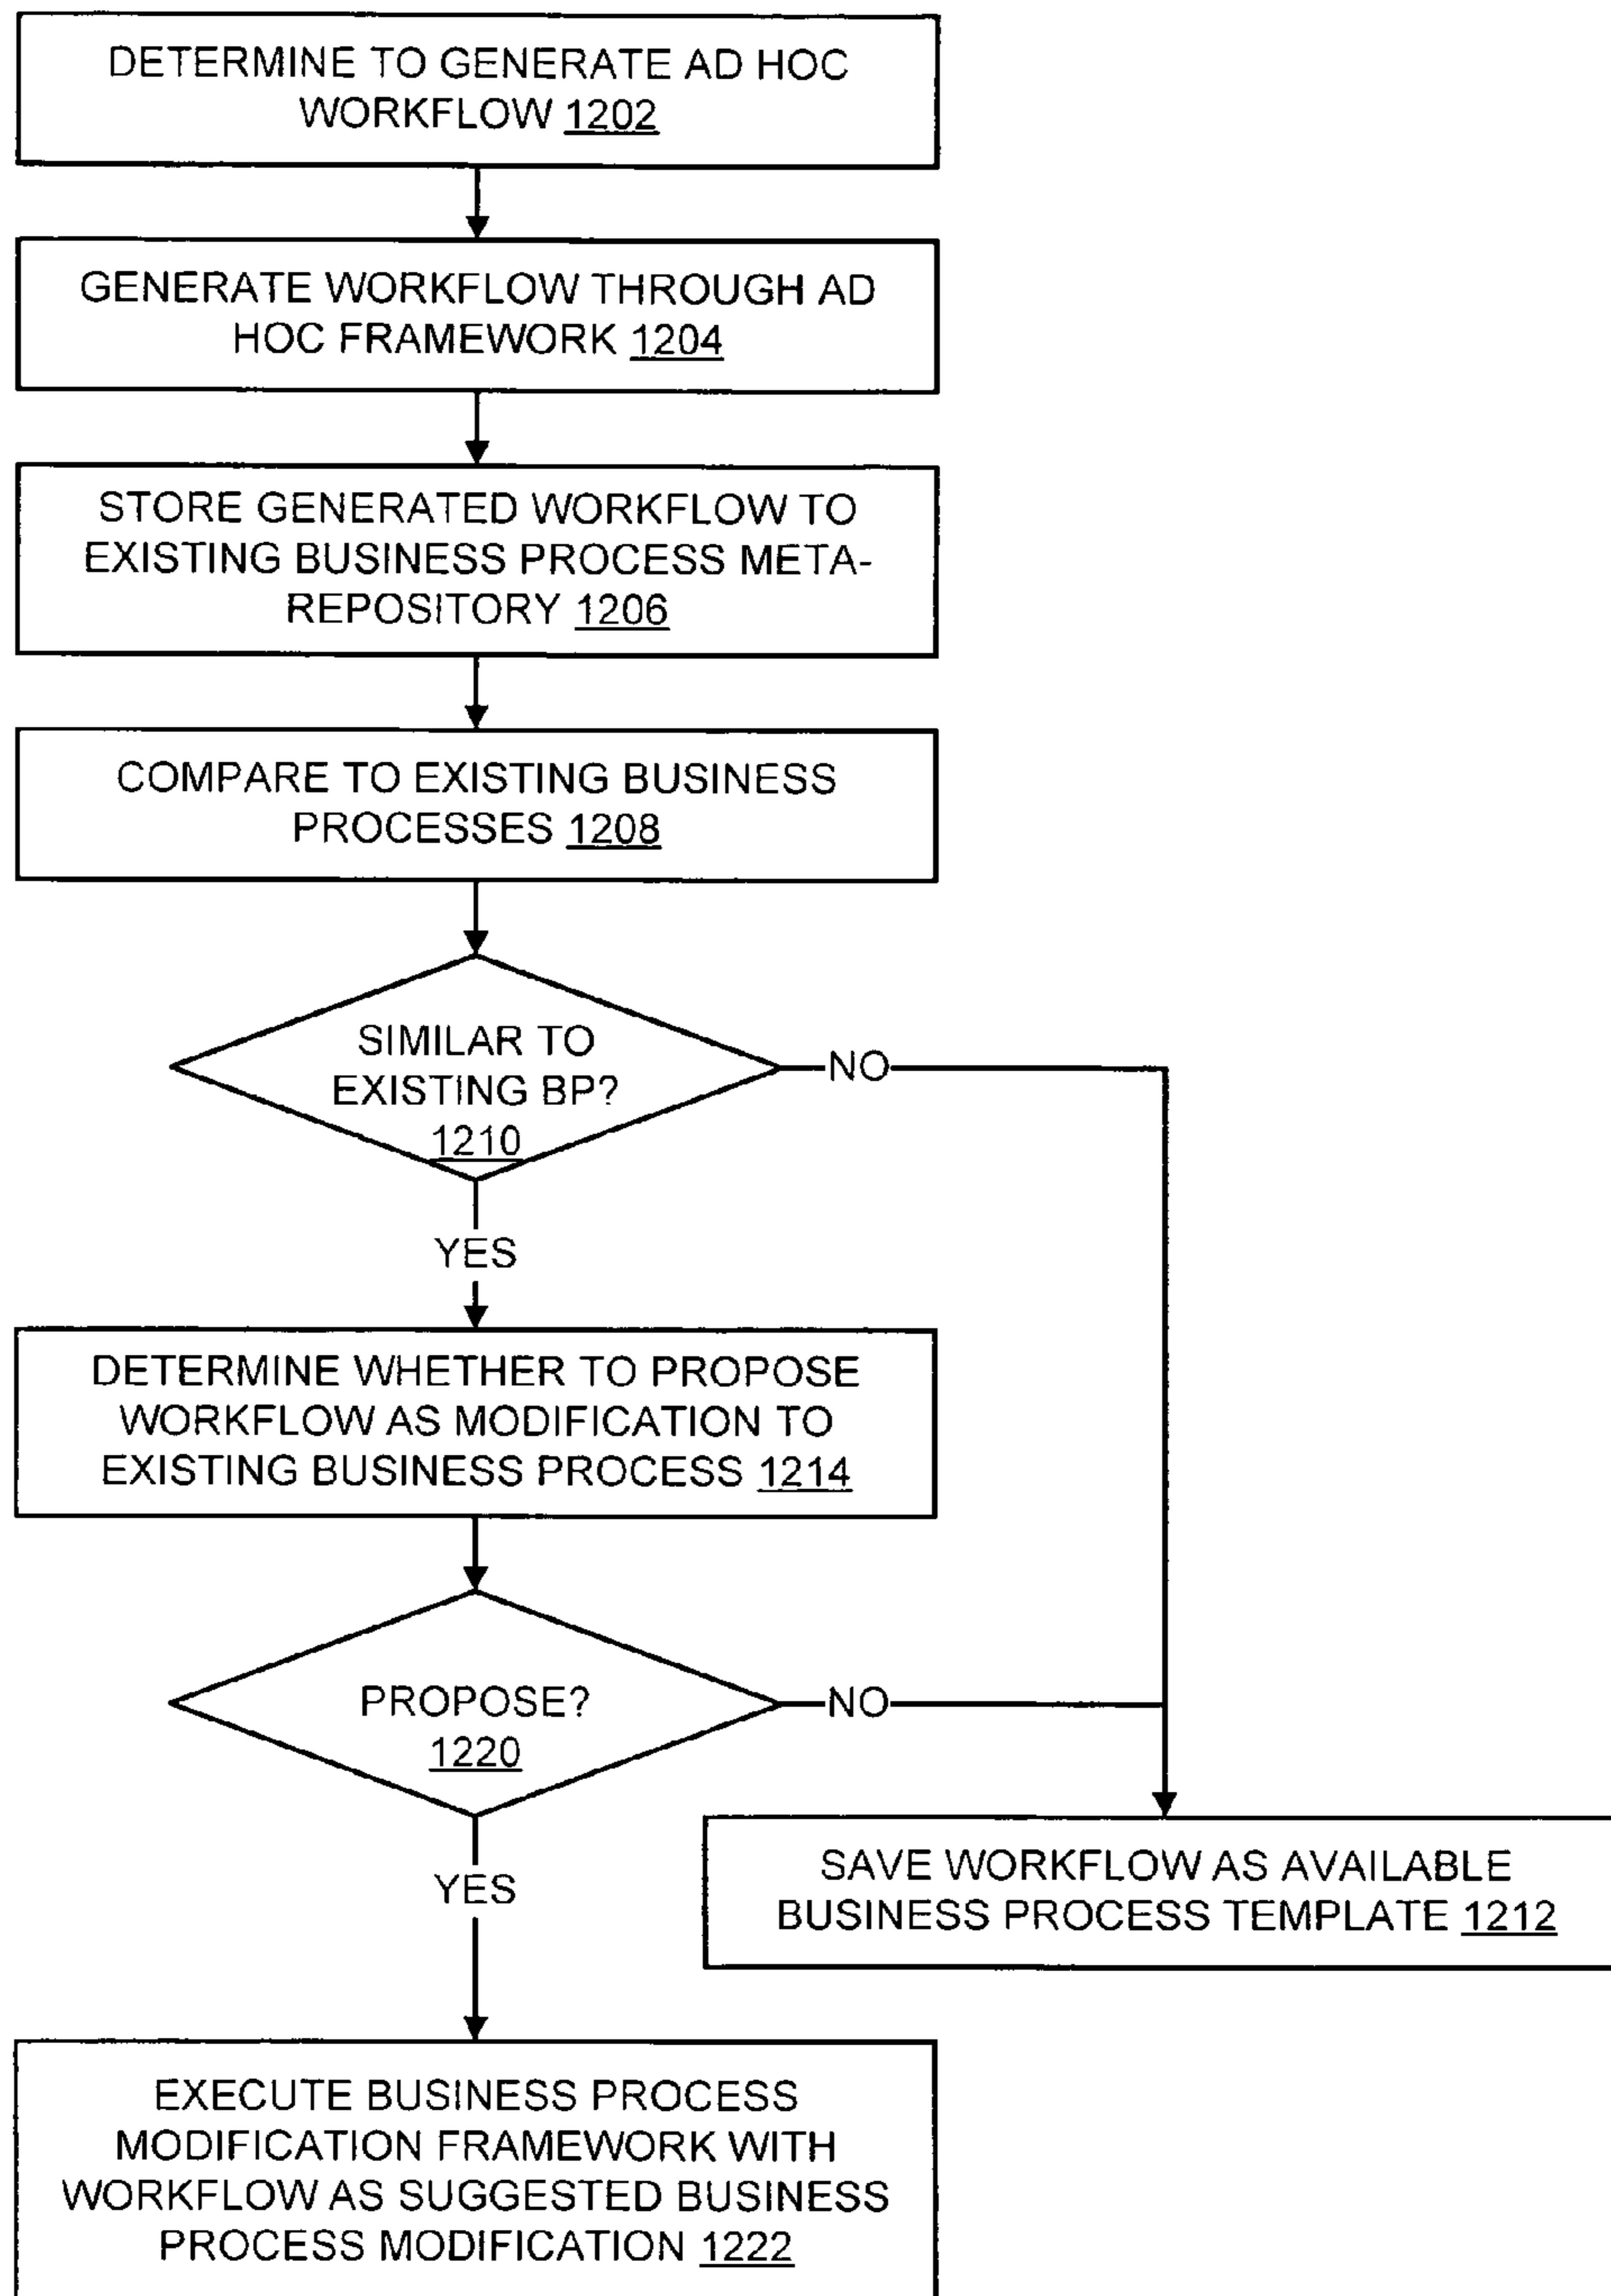 DETERMINE TO GENERATE AD HOC
WORKFLOW 1202
GENERATE WORKFLOW THROUGH AD
HOC FRAMEWORK 1204
STORE GENERATED WORKFLOW TO
EXISTING BUSINESS PROCESS META-
REPOSITORY 1206
COMPARE TO EXISTING BUSINESS
PROCESSES 1208
SIMILAR TO
EXISTING BP?
1210
NO
YES
DETERMINE WHETHER TO PROPOSE
WORKFLOW AS MODIFICATION TO
EXISTING BUSINESS PROCESS 1214
PROPOSE?
1220
NO
YES
SAVE WORKFLOW AS AVAILABLE
BUSINESS PROCESS TEMPLATE 1212
EXECUTE BUSINESS PROCESS
MODIFICATION FRAMEWORK WITH
WORKFLOW AS SUGGESTED BUSINESS
PROCESS MODIFICATION 1222